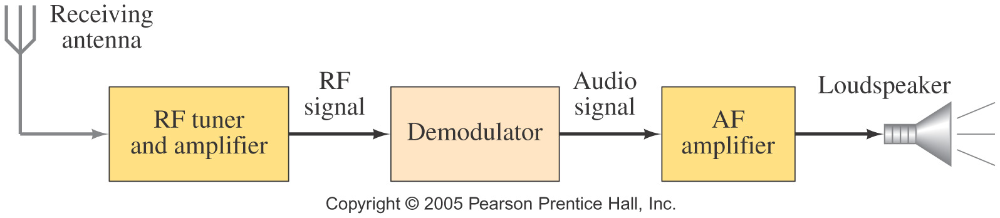 Receiving
antenna
RF tuner
and amplifier
RF
signal
Demodulator
Audio
signal
AF
amplifier
Loudspeaker
Copyright © 2005 Pearson Prentice Hall, Inc.